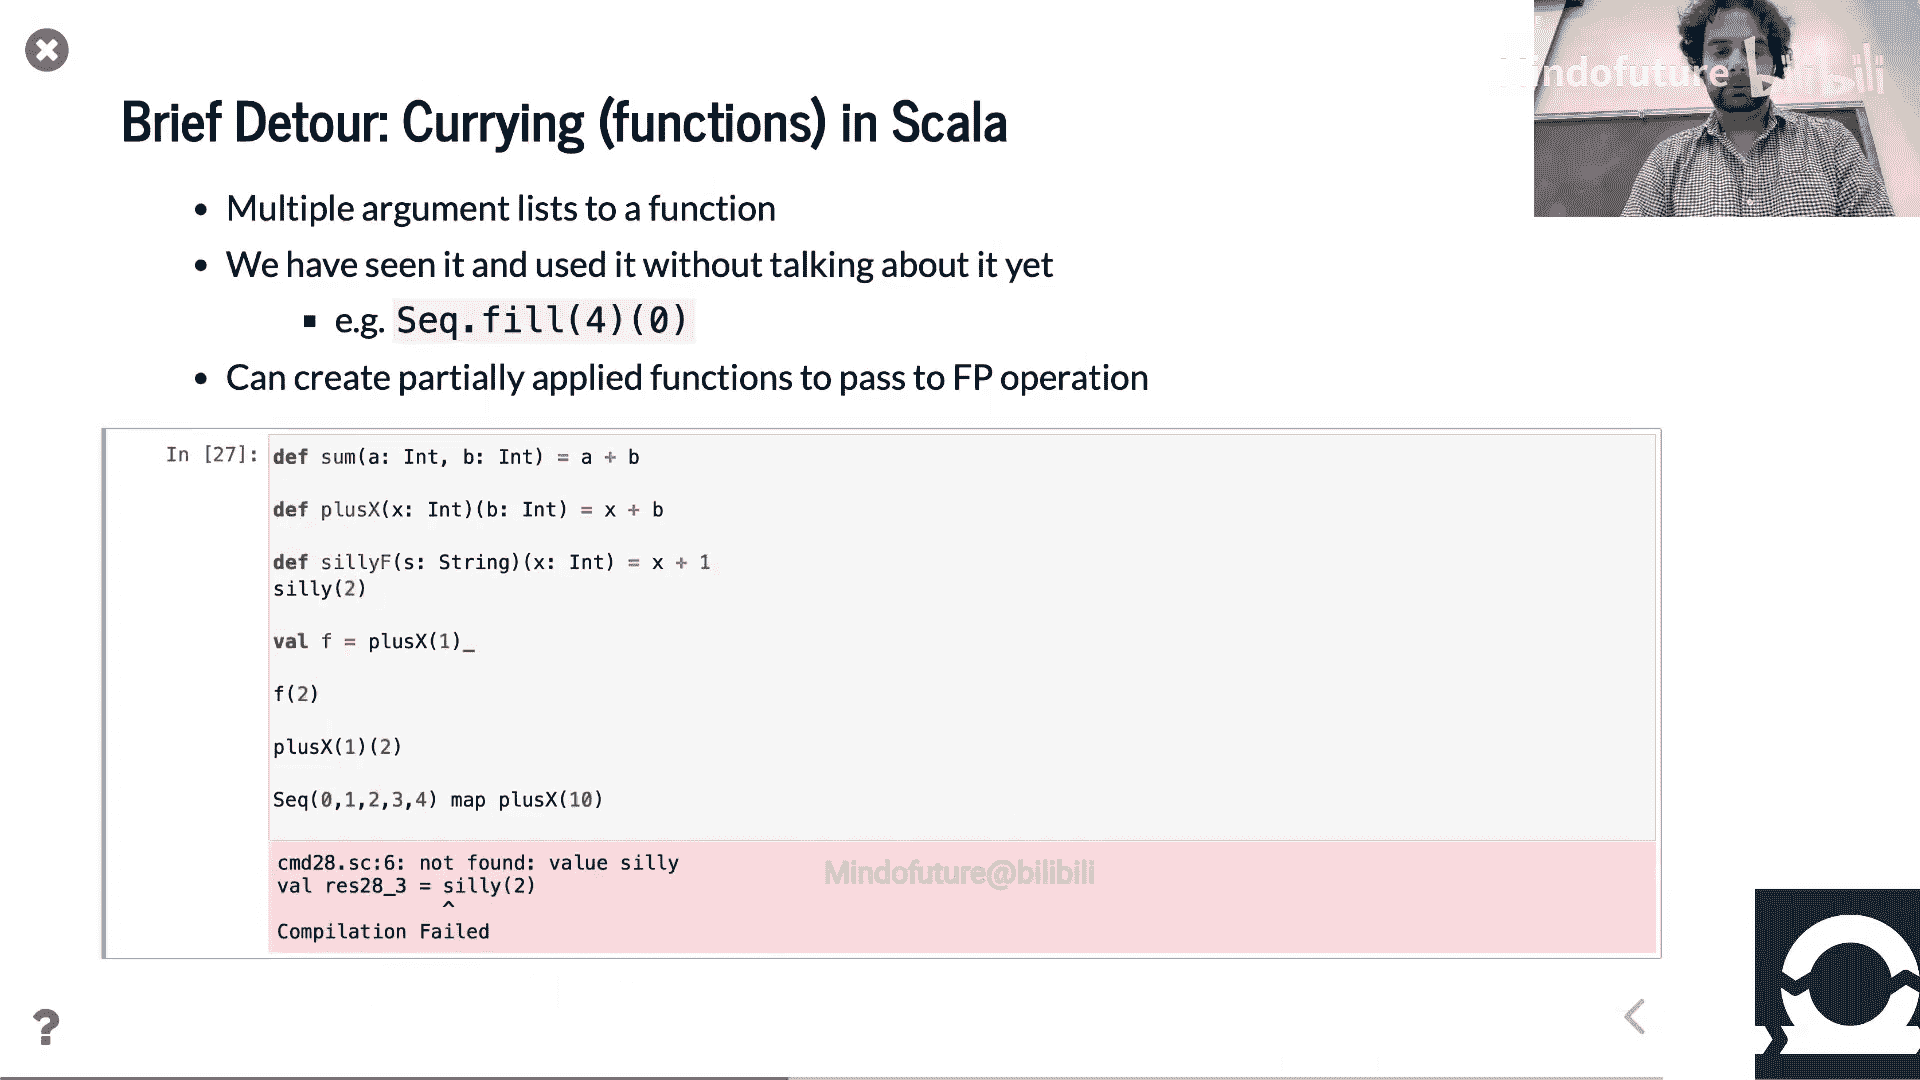 Mindofuture bilibili
Brief Detour: Currying (functions) in Scala
Multiple argument lists to a function
We have seen it and used it without talking about it yet
e.g. Seq.fill(4)(0)
Can create partially applied functions to pass to FP operation
In [27]:
def sum(a: Int, b: Int) = a + b
def plusX(x: Int)(b: Int) = x + b
def sillyF(s: String)(x: Int) = x + 1
silly(2)
val f = plusX(1)_
f(2)
plusX(1)(2)
Seq(0,1,2,3,4) map plusX(10)
cmd28.sc:6: not found: value silly
val res28_3 = silly(2)
^
Compilation Failed
Mindofuture@bilibili
?